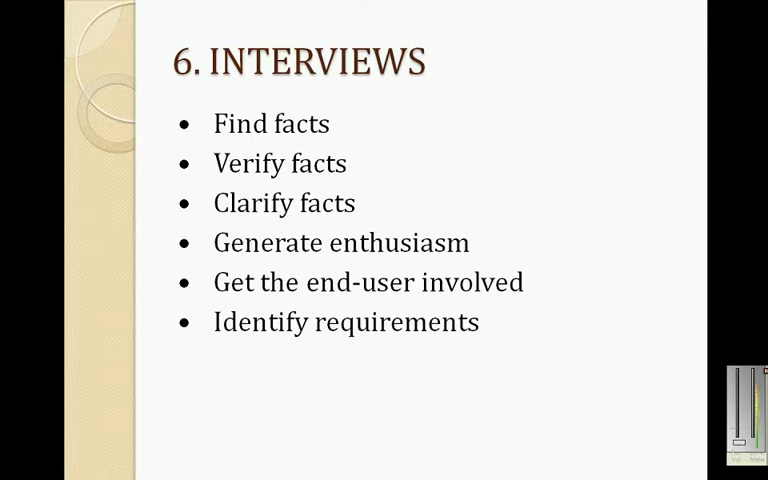 6. INTERVIEWS
• Find facts
• Verify facts
• Clarify facts
• Generate enthusiasm
• Get the end-user involved
• Identify requirements